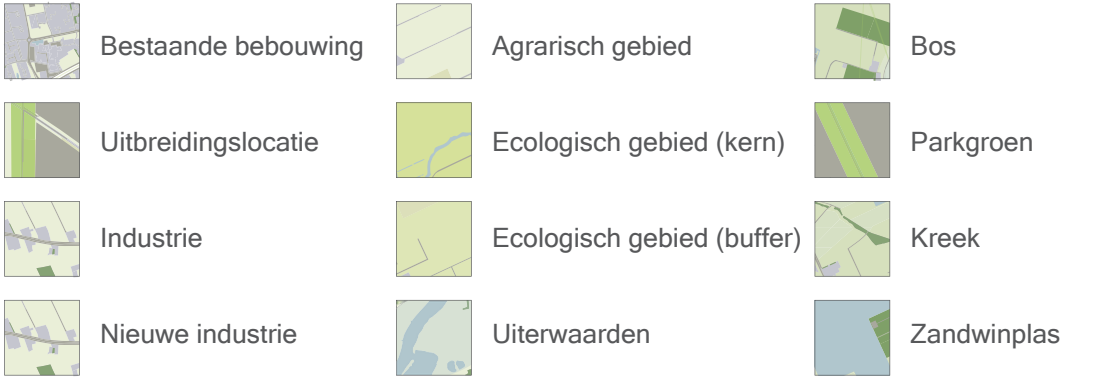 Bestaande bebouwing
Uitbreidingslocatie
Industrie
Nieuwe industrie
Agrarisch gebied
Ecologisch gebied (kern)
Ecologisch gebied (buffer)
Uiterwaarden
Bos
Parkgroen
Kreek
Zandwinplas